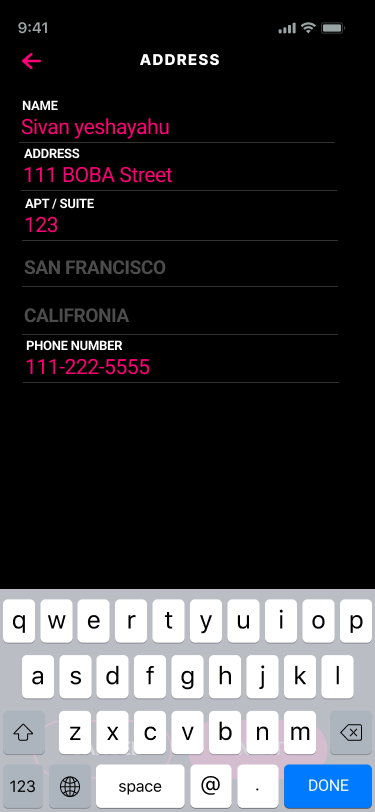 9:41
ADDRESS
NAME
Sivan yeshayahu
ADDRESS
111 BOBA Street
APT / SUITE
123
SAN FRANCISCO
CALIFRONIA
PHONE NUMBER
111-222-5555
q w e r t y u i o p
a s d f g h j k l
z x c v b n m
123 space @ . DONE